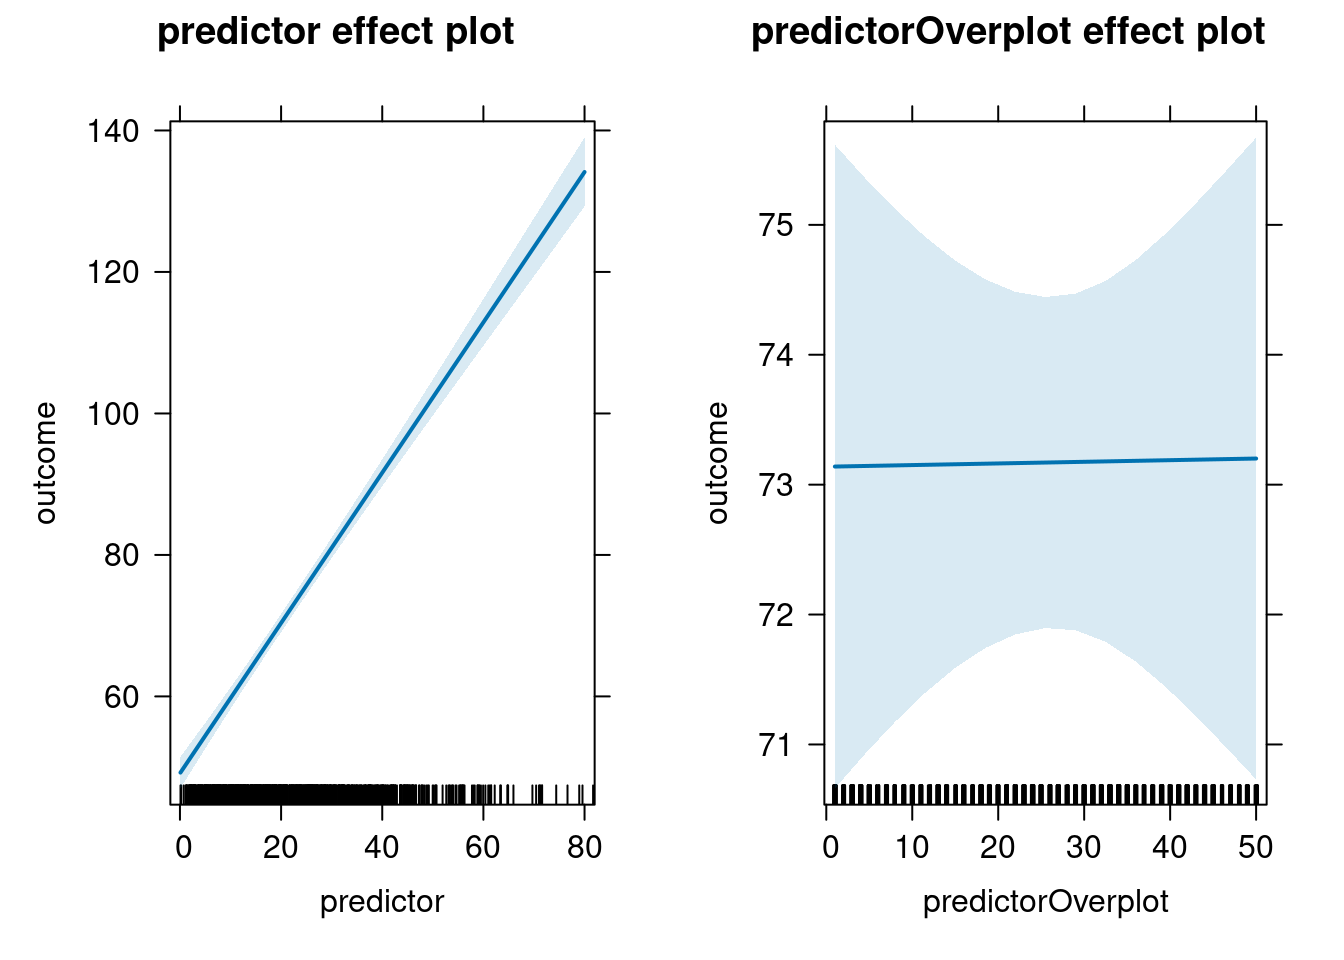 predictor effect plot
140
120
100
80
60
outcome
0 20 40 60 80
predictor
predictorOverplot effect plot
75
74
73
72
71
outcome
0 10 20 30 40 50
predictorOverplot